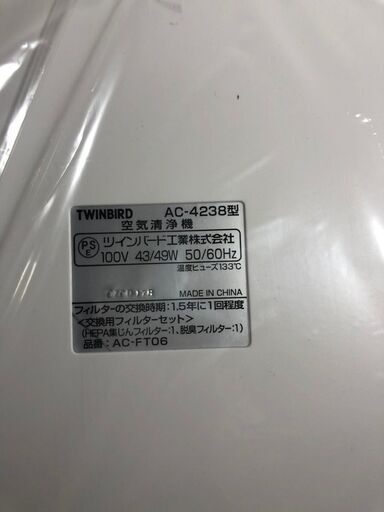 TWINBIRD AC-4238型
空気清浄機
PSE ツインバード工業株式会社
100V 43/49W 50/60Hz
温度ヒューズ133℃
MADE IN CHINA
フィルターの交換時期:1.5年に1回程度
<交換用フィルターセット>
(HEPA集じんフィルター:1、脱臭フィルター:1)
品番:AC-FT06